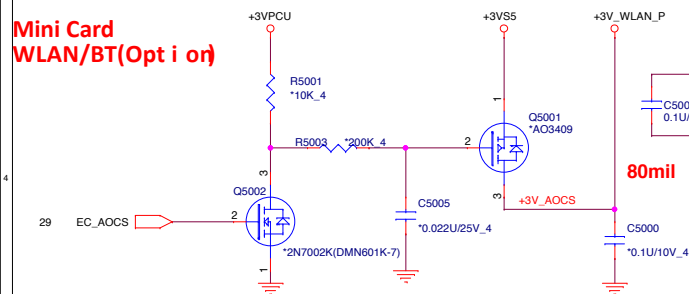 Mini Card
WLAN/BT(Opt i on)
+3VPCU
+3VS5
+3V_WLAN_P
R5001
*10K_4
1
Q5001
*AO3409
C500
0.1U/
R5003
*200K_4
2
3
80mil
4
3
Q5002
+3V_AOCS
C5005
29
EC_AOCS
2
*0.022U/25V_4
C5000
*2N7002K(DMN601K-7)
*0.1U/10V_4
1